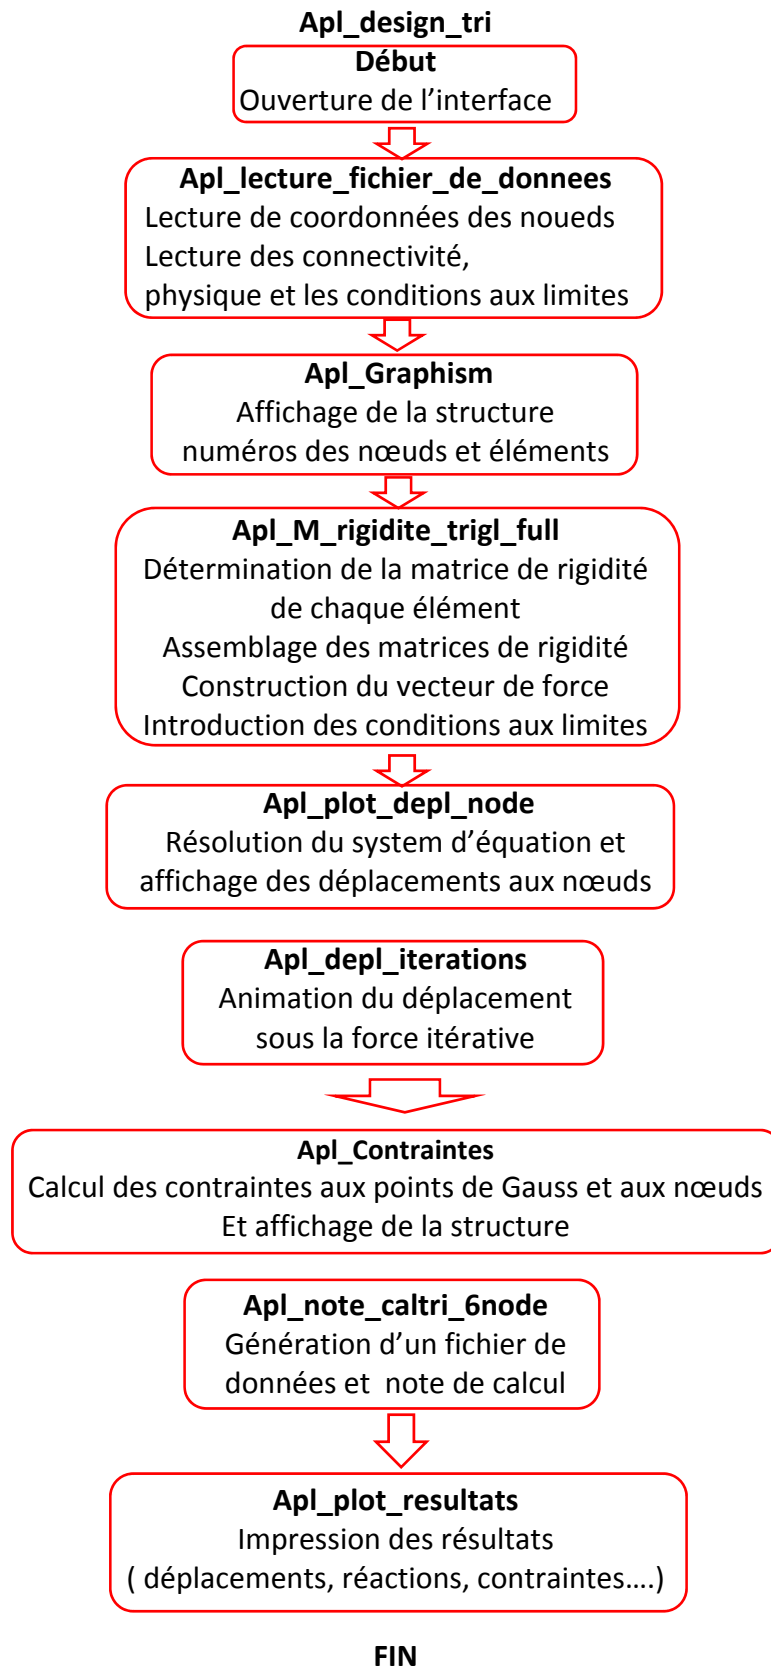 Apl_design_tri
Début
Ouverture de l’interface
Apl_lecture_fichier_de_donnees
Lecture de coordonnées des noueds
Lecture des connectivité,
physique et les conditions aux limites
Apl_Graphism
Affichage de la structure
numéros des nœuds et éléments
Apl_M_rigidite_trigl_full
Détermination de la matrice de rigidité
de chaque élément
Assemblage des matrices de rigidité
Construction du vecteur de force
Introduction des conditions aux limites
Apl_plot_depl_node
Résolution du system d’équation et
affichage des déplacements aux nœuds
Apl_depl_iterations
Animation du déplacement
sous la force itérative
Apl_Contraintes
Calcul des contraintes aux points de Gauss et aux nœuds
Et affichage de la structure
Apl_note_caltri_6node
Génération d’un fichier de
données et note de calcul
Apl_plot_resultats
Impression des résultats
( déplacements, réactions, contraintes….)
FIN